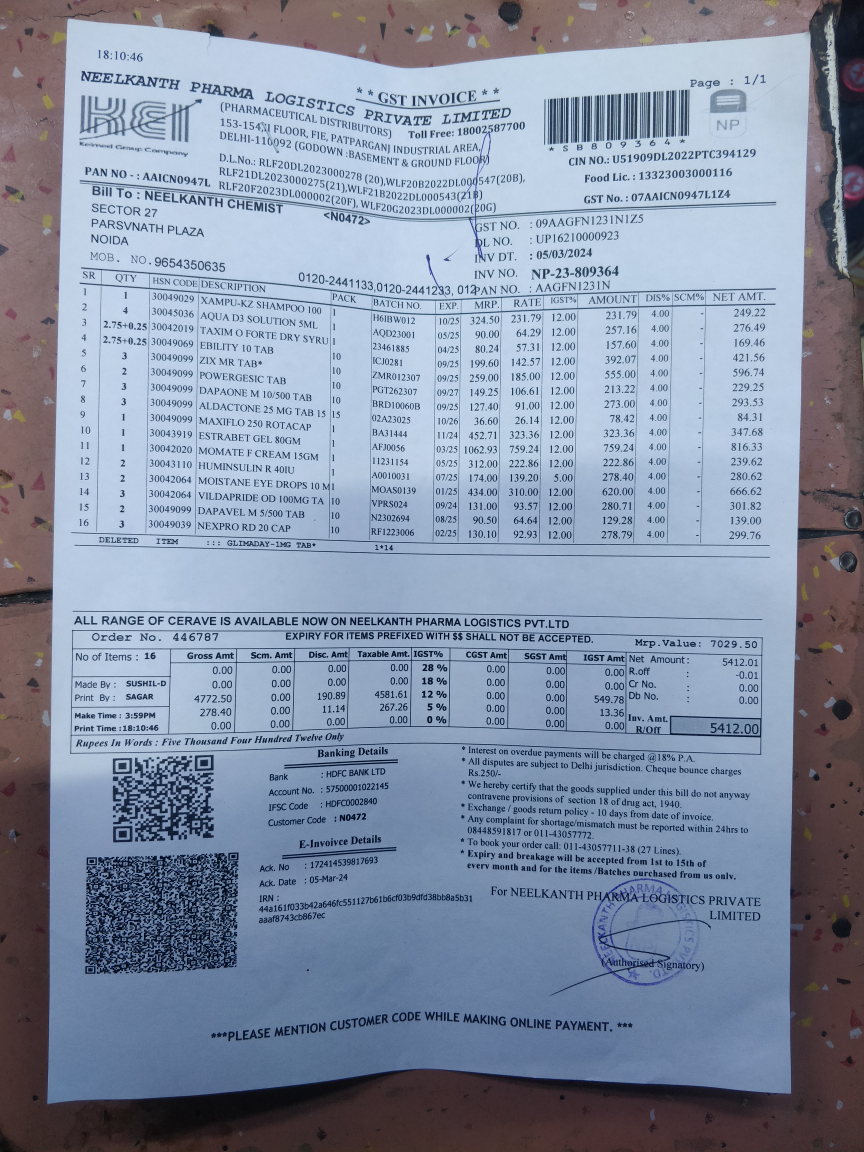 18:10:46
** GST INVOICE **
Page : 1/1
NEELKANTH PHARMA LOGISTICS PRIVATE LIMITED
KEI
Keimed Group Company
(PHARMACEUTICAL DISTRIBUTORS) Toll Free: 18002587700
153-154,II FLOOR, FIE, PATPARGANJ INDUSTRIAL AREA,
DELHI-110092 (GODOWN :BASEMENT & GROUND FLOOR)
D.L.No.: RLF20DL2023000278 (20),WLF20B2022DL000547(20B),
RLF21DL2023000275(21),WLF21B2022DL000543(21B)
RLF20F2023DL000002(20F), WLF20G2023DL000002(20G)
*SB809364*
NP
CIN NO.: U51909DL2022PTC394129
Food Lic. : 13323003000116
GST No. : 07AAICN0947L1Z4
PAN NO - : AAICN0947L
Bill To : NEELKANTH CHEMIST <N0472>
SECTOR 27
PARSVNATH PLAZA
NOIDA
MOB. NO.9654350635
0120-2441133,0120-2441233, 012
GST NO. : 09AAGFN1231N1Z5
DL NO. : UP16210000923
INV DT. : 05/03/2024
INV NO. NP-23-809364
PAN NO. : AAGFN1231N
SR QTY HSN CODE DESCRIPTION PACK BATCH NO. EXP. MRP. RATE IGST% AMOUNT DIS% SCM% NET AMT.
1 1 30049029 XAMPU-KZ SHAMPOO 100 1 H6IBW012 10/25 324.50 231.79 12.00 231.79 4.00 - 249.22
2 4 30045036 AQUA D3 SOLUTION 5ML 1 AQD23001 05/25 90.00 64.29 12.00 257.16 4.00 - 276.49
3 2.75+0.25 30042019 TAXIM O FORTE DRY SYRU 1 23461885 04/25 80.24 57.31 12.00 157.60 4.00 - 169.46
4 2.75+0.25 30049069 EBILITY 10 TAB 10 ICJ0281 09/25 199.60 142.57 12.00 392.07 4.00 - 421.56
5 3 30049099 ZIX MR TAB* 10 ZMR012307 09/25 259.00 185.00 12.00 555.00 4.00 - 596.74
6 2 30049099 POWERGESIC TAB 10 PGT262307 09/27 149.25 106.61 12.00 213.22 4.00 - 229.25
7 3 30049099 DAPAONE M 10/500 TAB 10 BRD10060B 09/25 127.40 91.00 12.00 273.00 4.00 - 293.53
8 3 30049099 ALDACTONE 25 MG TAB 15 15 02A23025 10/26 36.60 26.14 12.00 78.42 4.00 - 84.31
9 1 30049099 MAXIFLO 250 ROTACAP 1 BA31444 11/24 452.71 323.36 12.00 323.36 4.00 - 347.68
10 1 30043919 ESTRABET GEL 80GM 1 AFJ0056 03/25 1062.93 759.24 12.00 759.24 4.00 - 816.33
11 1 30042020 MOMATE F CREAM 15GM 1 11231154 05/25 312.00 222.86 12.00 222.86 4.00 - 239.62
12 2 30043110 HUMINSULIN R 40IU 1 A0010031 07/25 174.00 139.20 5.00 278.40 4.00 - 280.62
13 2 30042064 MOISTANE EYE DROPS 10 M 1 MOAS0139 01/25 434.00 310.00 12.00 620.00 4.00 - 666.62
14 3 30042064 VILDAPRIDE OD 100MG TA 10 VPRS024 09/24 131.00 93.57 12.00 280.71 4.00 - 301.82
15 2 30049099 DAPAVEL M 5/500 TAB 10 N2302694 08/25 90.50 64.64 12.00 129.28 4.00 - 139.00
16 3 30049039 NEXPRO RD 20 CAP 10 RF1223006 02/25 130.10 92.93 12.00 278.79 4.00 - 299.76
DELETED ITEM ::: GLIMADAY-1MG TAB* 1*14
ALL RANGE OF CERAVE IS AVAILABLE NOW ON NEELKANTH PHARMA LOGISTICS PVT.LTD
Order No. 446787 EXPIRY FOR ITEMS PREFIXED WITH $$ SHALL NOT BE ACCEPTED. Mrp.Value: 7029.50
No of Items : 16 Gross Amt Scm. Amt Disc. Amt Taxable Amt. IGST% CGST Amt SGST Amt IGST Amt
0.00 0.00 0.00 0.00 28 % 0.00 0.00 0.00
0.00 0.00 0.00 0.00 18 % 0.00 0.00 0.00
4772.50 0.00 190.89 4581.61 12 % 0.00 0.00 549.78
278.40 0.00 11.14 267.26 5 % 0.00 0.00 13.36
0.00 0.00 0.00 0.00 0 % 0.00 0.00 0.00
Made By : SUSHIL-D
Print By : SAGAR
Make Time : 3:59PM
Print Time :18:10:46
Net Amount : 5412.01
R.off : -0.01
Cr No. : 0.00
Db No. : 0.00
Inv. Amt. R/Off 5412.00
Rupees In Words : Five Thousand Four Hundred Twelve Only
Banking Details
Bank : HDFC BANK LTD
Account No. : 57500001022145
IFSC Code : HDFC0002840
Customer Code : N0472
E-Invoivce Details
Ack. No : 172414539817693
Ack. Date : 05-Mar-24
IRN :
44a161f033b42a646fc551127b61b6cf03b9dfd38bb8a5b31
aaaf8743cb867ec
* Interest on overdue payments will be charged @18% P.A.
* All disputes are subject to Delhi jurisdiction. Cheque bounce charges
Rs.250/-
* We hereby certify that the goods supplied under this bill do not anyway
contravene provisions of section 18 of drug act, 1940.
* Exchange / goods return policy - 10 days from date of invoice.
* Any complaint for shortage/mismatch must be reported within 24hrs to
08448591817 or 011-43057772.
* To book your order call: 011-43057711-38 (27 Lines).
* Expiry and breakage will be accepted from 1st to 15th of
every month and for the items /Batches purchased from us only.
For NEELKANTH PHARMA LOGISTICS PRIVATE
LIMITED
NEELKANTH PHARMA LOGISTICS PVT. LTD.
(Authorised Signatory)
***PLEASE MENTION CUSTOMER CODE WHILE MAKING ONLINE PAYMENT. ***